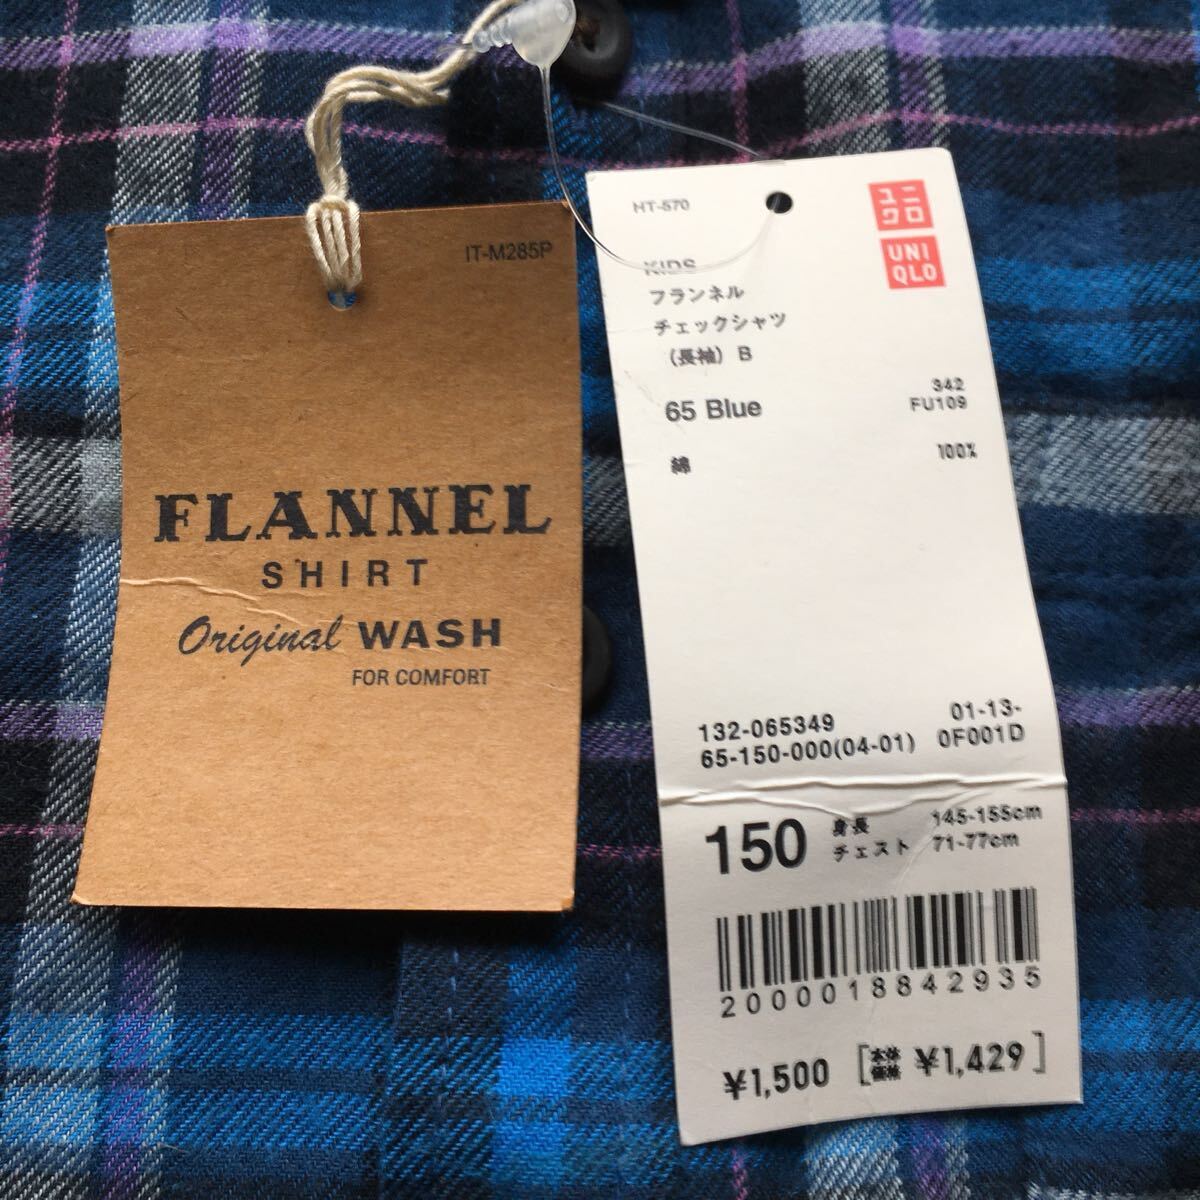 IT-M285P
FLANNEL
SHIRT
Original WASH
FOR COMFORT
HT-570
ユニ
クロ
UNI
QLO
KIDS
フランネル
チェックシャツ
(長袖) B
65 Blue
342
FU109
綿 100%
132-065349 01-13-
65-150-000(04-01) 0F001D
150
身長 145-155cm
チェスト 71-77cm
2000018842935
¥1,500 [本体価格 ¥1,429]